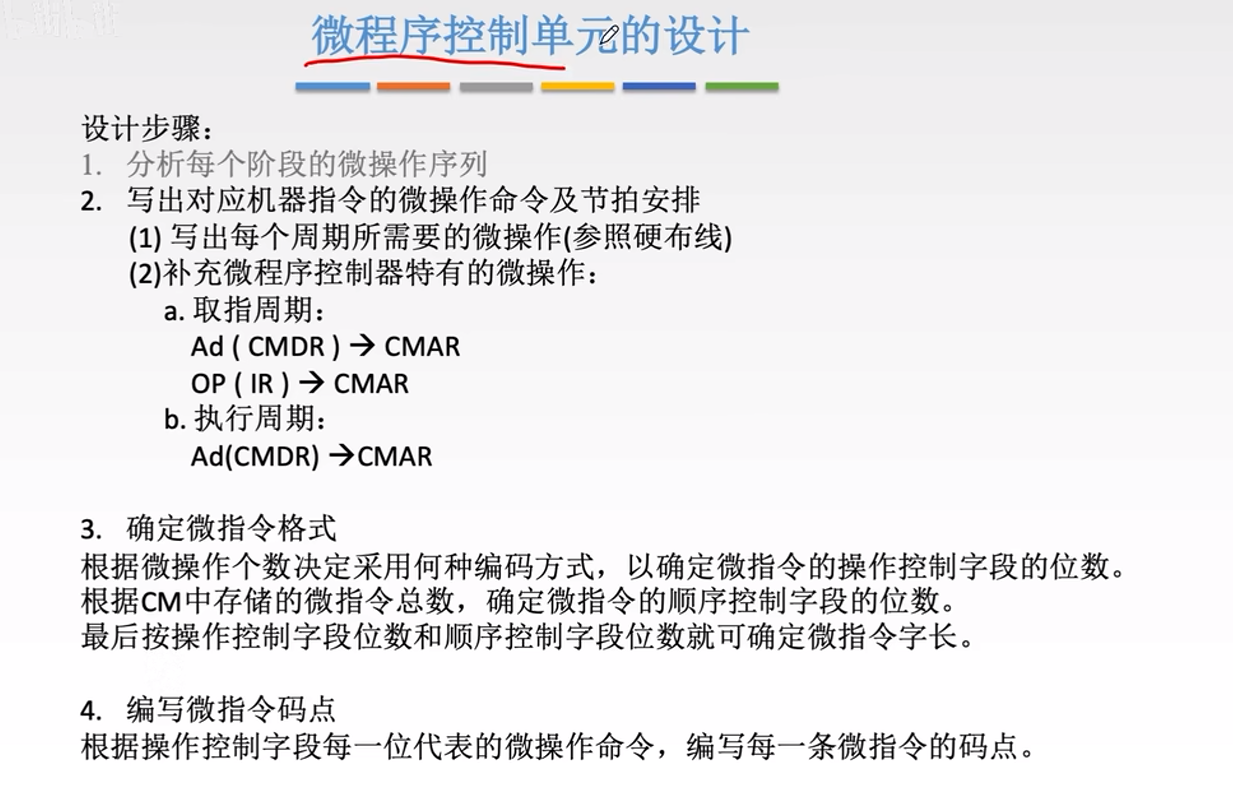 微程序控制单元的设计
设计步骤：
1. 分析每个阶段的微操作序列
2. 写出对应机器指令的微操作命令及节拍安排
(1) 写出每个周期所需要的微操作(参照硬布线)
(2)补充微程序控制器特有的微操作：
a. 取指周期：
Ad ( CMDR ) → CMAR
OP ( IR ) → CMAR
b. 执行周期：
Ad(CMDR) →CMAR
3. 确定微指令格式
根据微操作个数决定采用何种编码方式，以确定微指令的操作控制字段的位数。
根据CM中存储的微指令总数，确定微指令的顺序控制字段的位数。
最后按操作控制字段位数和顺序控制字段位数就可确定微指令字长。
4. 编写微指令码点
根据操作控制字段每一位代表的微操作命令，编写每一条微指令的码点。